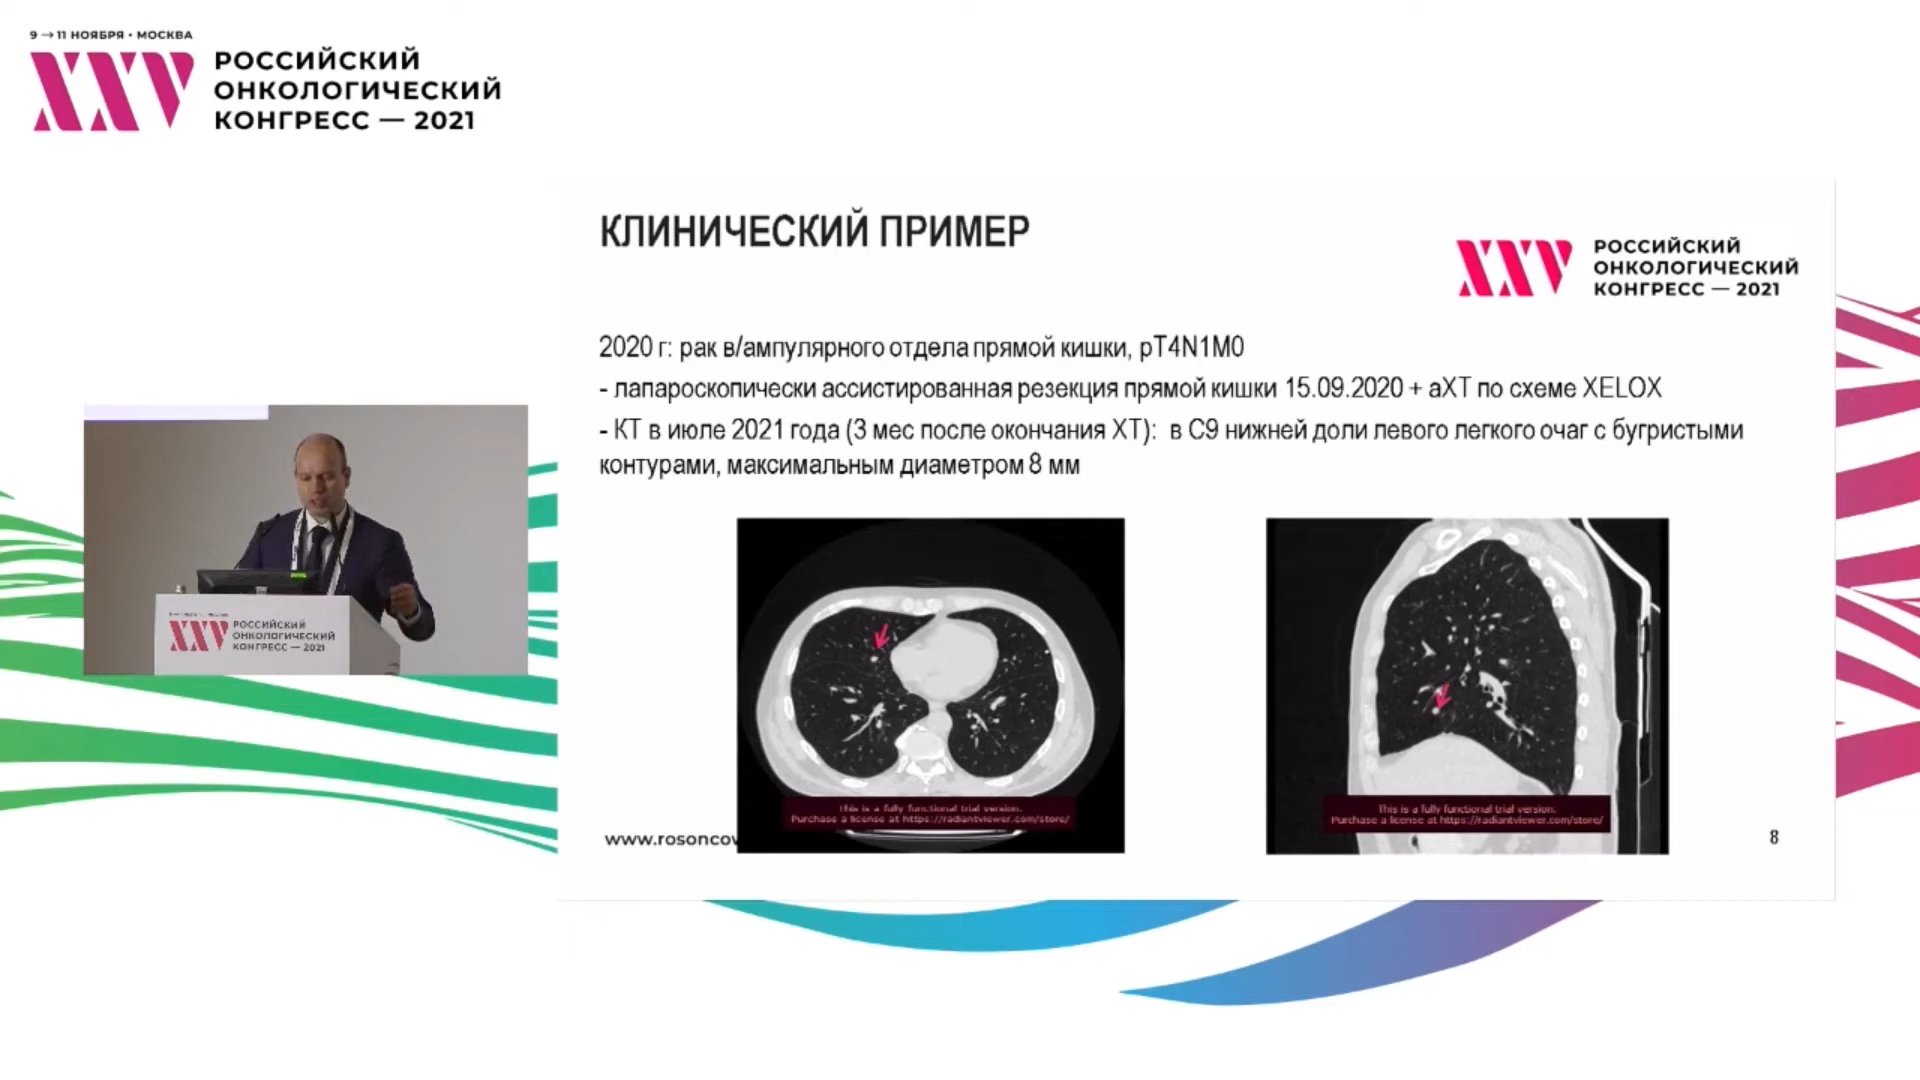 9 → 11 НОЯБРЯ • МОСКВА
XXV
РОССИЙСКИЙ
ОНКОЛОГИЧЕСКИЙ
КОНГРЕСС — 2021
КЛИНИЧЕСКИЙ ПРИМЕР
XXV
РОССИЙСКИЙ
ОНКОЛОГИЧЕСКИЙ
КОНГРЕСС — 2021
2020 г: рак в/ампулярного отдела прямой кишки, pT4N1M0
- лапароскопически ассистированная резекция прямой кишки 15.09.2020 + аХТ по схеме XELOX
- КТ в июле 2021 года (3 мес после окончания ХТ): в С9 нижней доли левого легкого очаг с бугристыми
контурами, максимальным диаметром 8 мм
XXV
РОССИЙСКИЙ
ОНКОЛОГИЧЕСКИЙ
КОНГРЕСС — 2021
This is a fully functional trial version.
Purchase a license at https://radiantviewer.com/store/
This is a fully functional trial version.
Purchase a license at https://radiantviewer.com/store/
www.rosonco
8